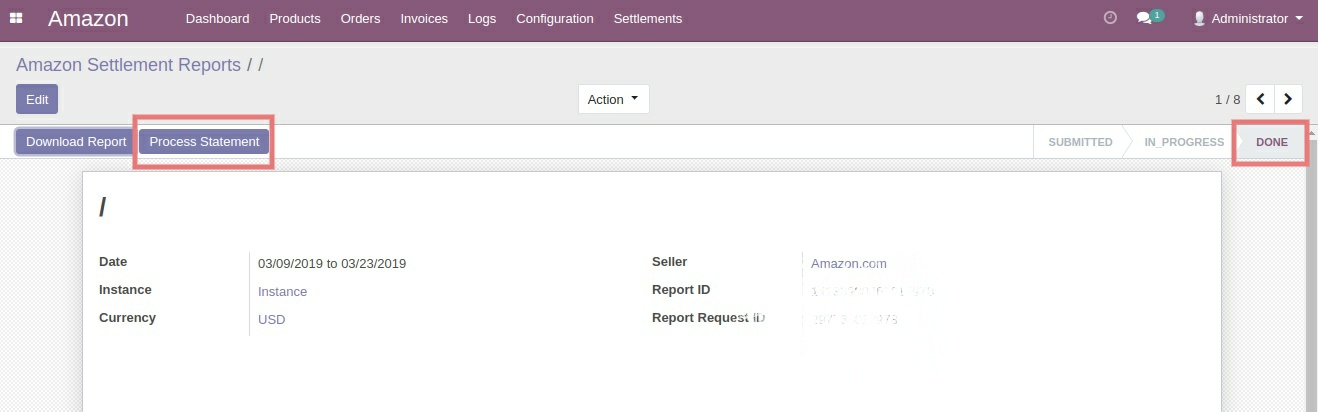 Amazon Dashboard Products Orders Invoices Logs Configuration Settlements 1 Administrator
Amazon Settlement Reports / /
Edit Action 1 / 8
Download Report Process Statement SUBMITTED IN_PROGRESS DONE
/
Date 03/09/2019 to 03/23/2019 Seller Amazon.com
Instance Instance Report ID
Currency USD Report Request ID